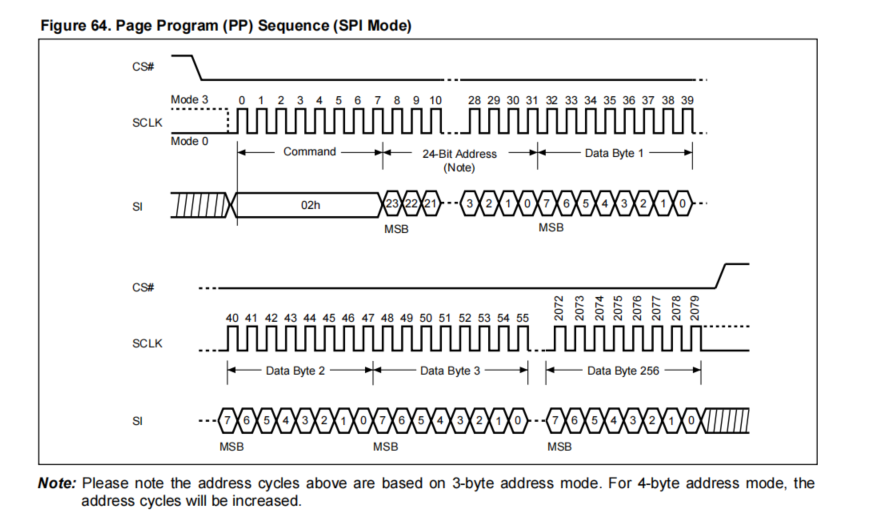 Figure 64. Page Program (PP) Sequence (SPI Mode)
CS#
Mode 3 0 1 2 3 4 5 6 7 8 9 10 28 29 30 31 32 33 34 35 36 37 38 39
SCLK
Mode 0
Command 24-Bit Address Data Byte 1
(Note)
SI 02h 23 22 21 3 2 1 0 7 6 5 4 3 2 1 0
MSB MSB
CS#
40 41 42 43 44 45 46 47 48 49 50 51 52 53 54 55 2072 2073 2074 2075 2076 2077 2078 2079
SCLK
Data Byte 2 Data Byte 3 Data Byte 256
SI 7 6 5 4 3 2 1 0 7 6 5 4 3 2 1 0 7 6 5 4 3 2 1 0
MSB MSB MSB
Note: Please note the address cycles above are based on 3-byte address mode. For 4-byte address mode, the
address cycles will be increased.